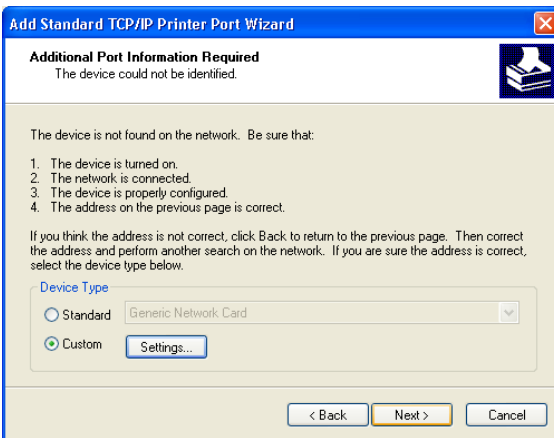 Add Standard TCP/IP Printer Port Wizard
Additional Port Information Required
The device could not be identified.
The device is not found on the network.  Be sure that:
1.  The device is turned on.
2.  The network is connected.
3.  The device is properly configured.
4.  The address on the previous page is correct.
If you think the address is not correct, click Back to return to the previous page.  Then correct
the address and perform another search on the network.  If you are sure the address is correct,
select the device type below.
Device Type
Standard Generic Network Card
Custom Settings...
< Back Next > Cancel